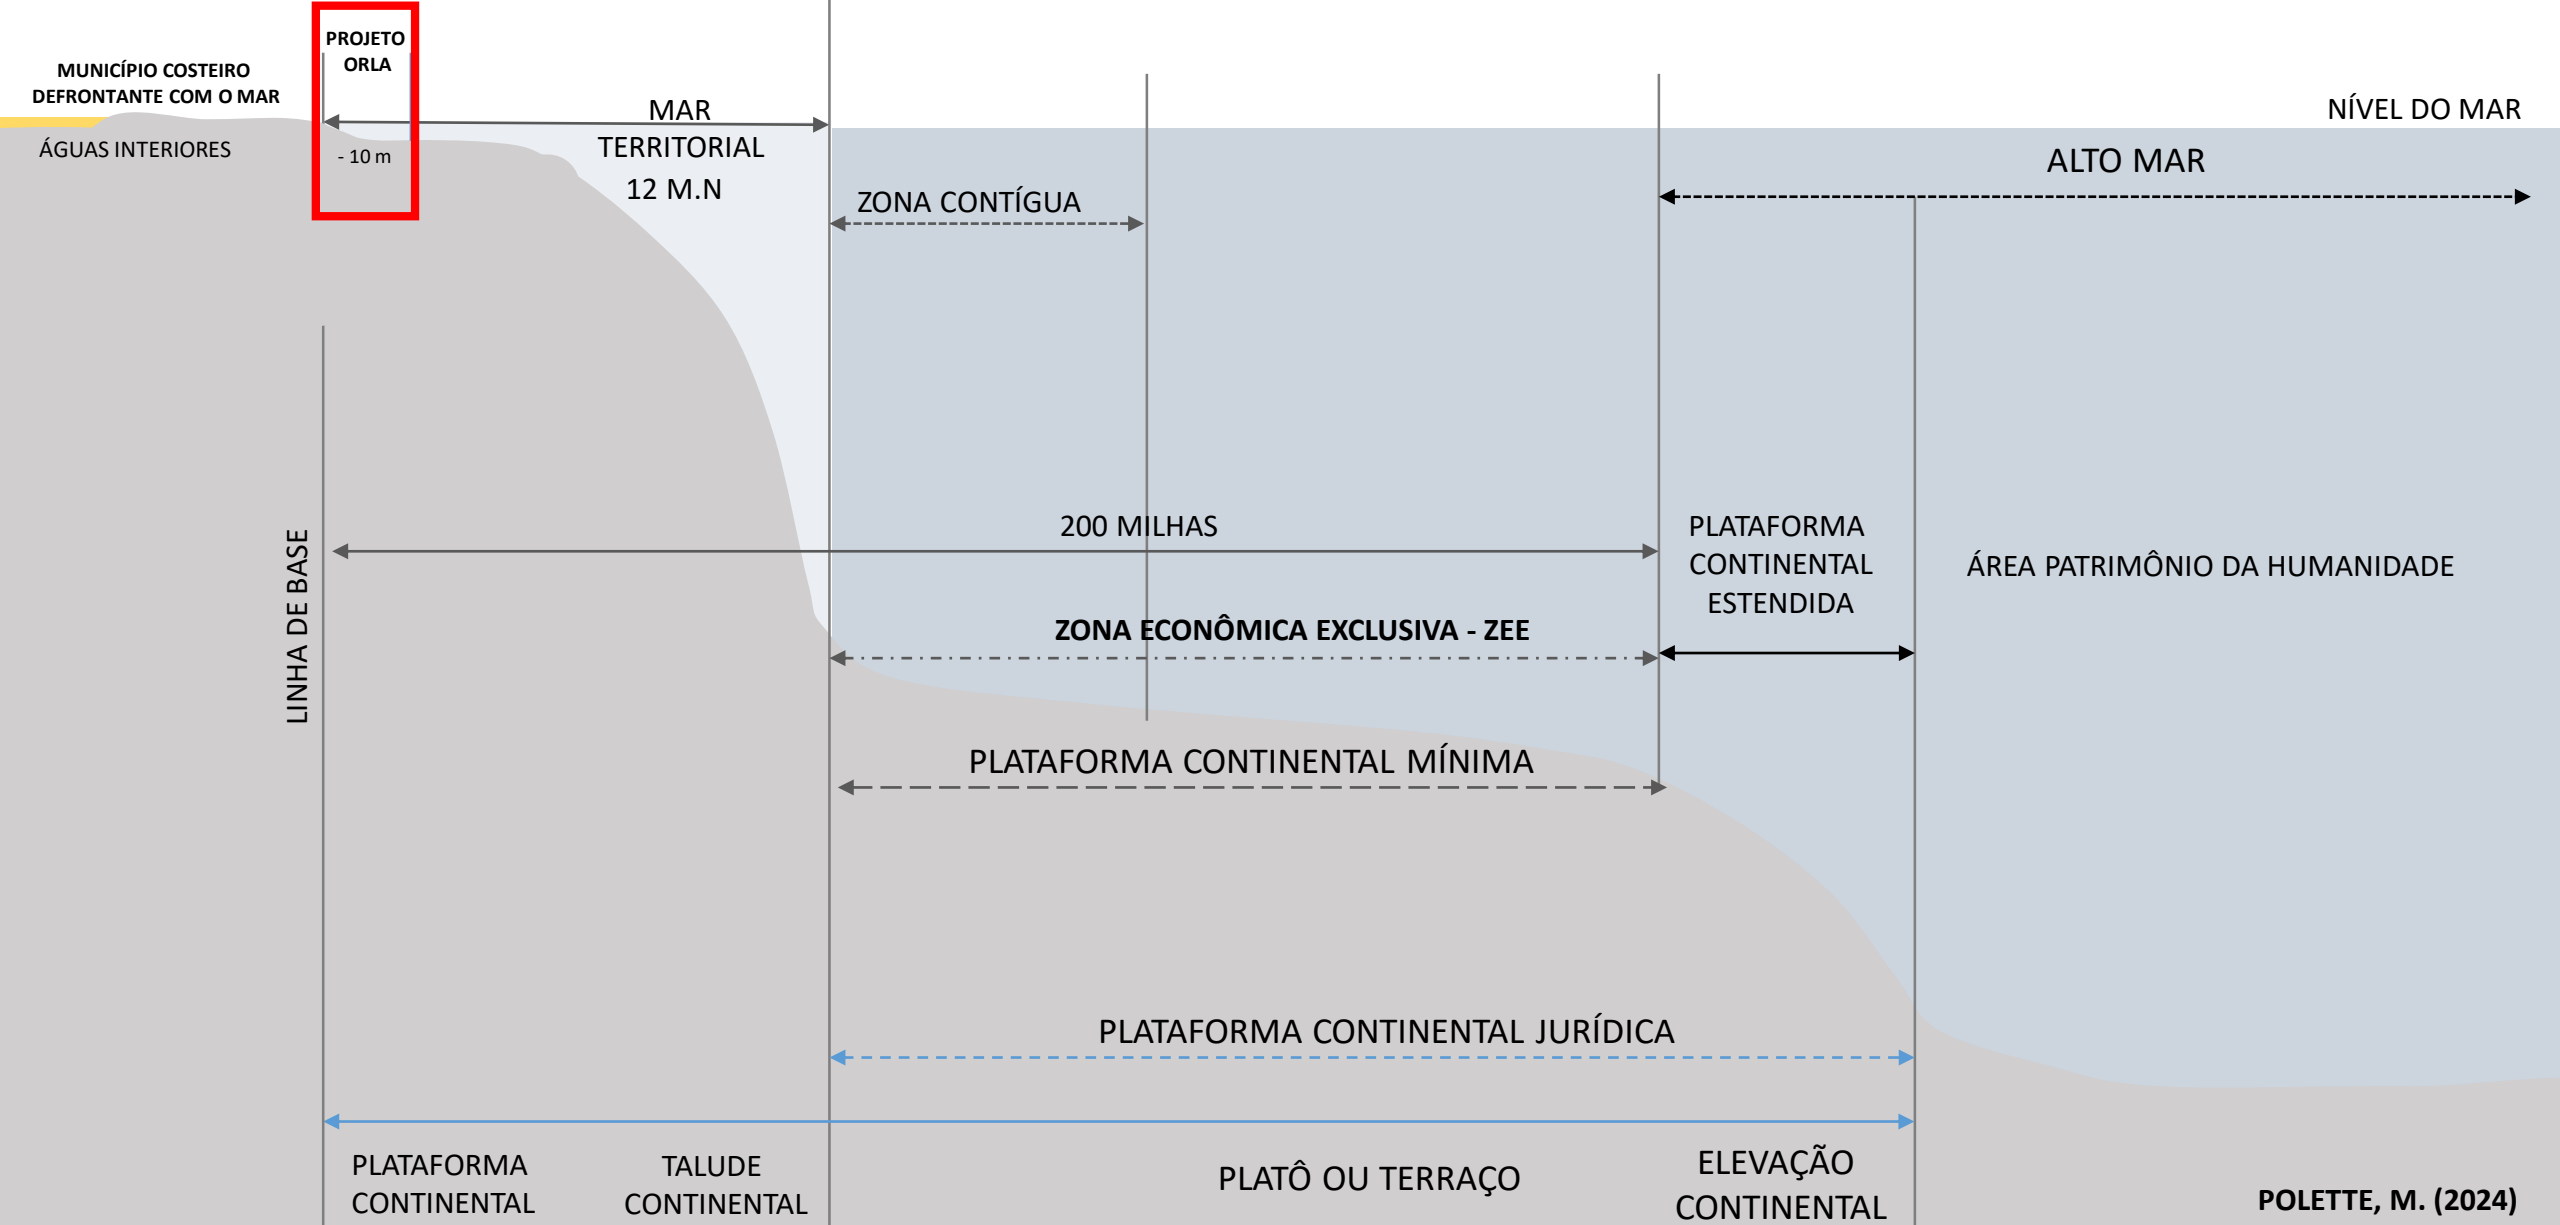 PROJETO
ORLA
MUNICÍPIO COSTEIRO
DEFRONTANTE COM O MAR
ÁGUAS INTERIORES
- 10 m
MAR
TERRITORIAL
12 M.N
ZONA CONTÍGUA
NÍVEL DO MAR
ALTO MAR
LINHA DE BASE
200 MILHAS
ZONA ECONÔMICA EXCLUSIVA - ZEE
PLATAFORMA
CONTINENTAL
ESTENDIDA
ÁREA PATRIMÔNIO DA HUMANIDADE
PLATAFORMA CONTINENTAL MÍNIMA
PLATAFORMA CONTINENTAL JURÍDICA
PLATAFORMA
CONTINENTAL
TALUDE
CONTINENTAL
PLATÔ OU TERRAÇO
ELEVAÇÃO
CONTINENTAL
POLETTE, M. (2024)